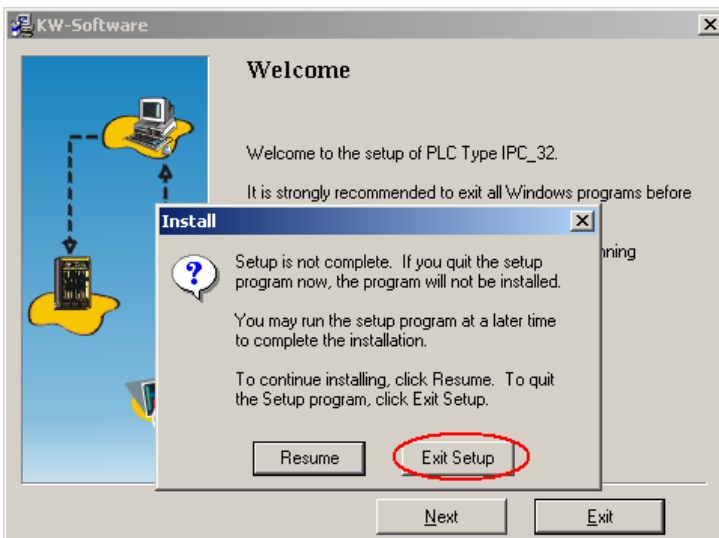 KW-Software
Welcome
Welcome to the setup of PLC Type IPC_32.
It is strongly recommended to exit all Windows programs before
Install
Setup is not complete. If you quit the setup
program now, the program will not be installed.
You may run the setup program at a later time
to complete the installation.
To continue installing, click Resume. To quit
the Setup program, click Exit Setup.
Resume
Exit Setup
Next
Exit